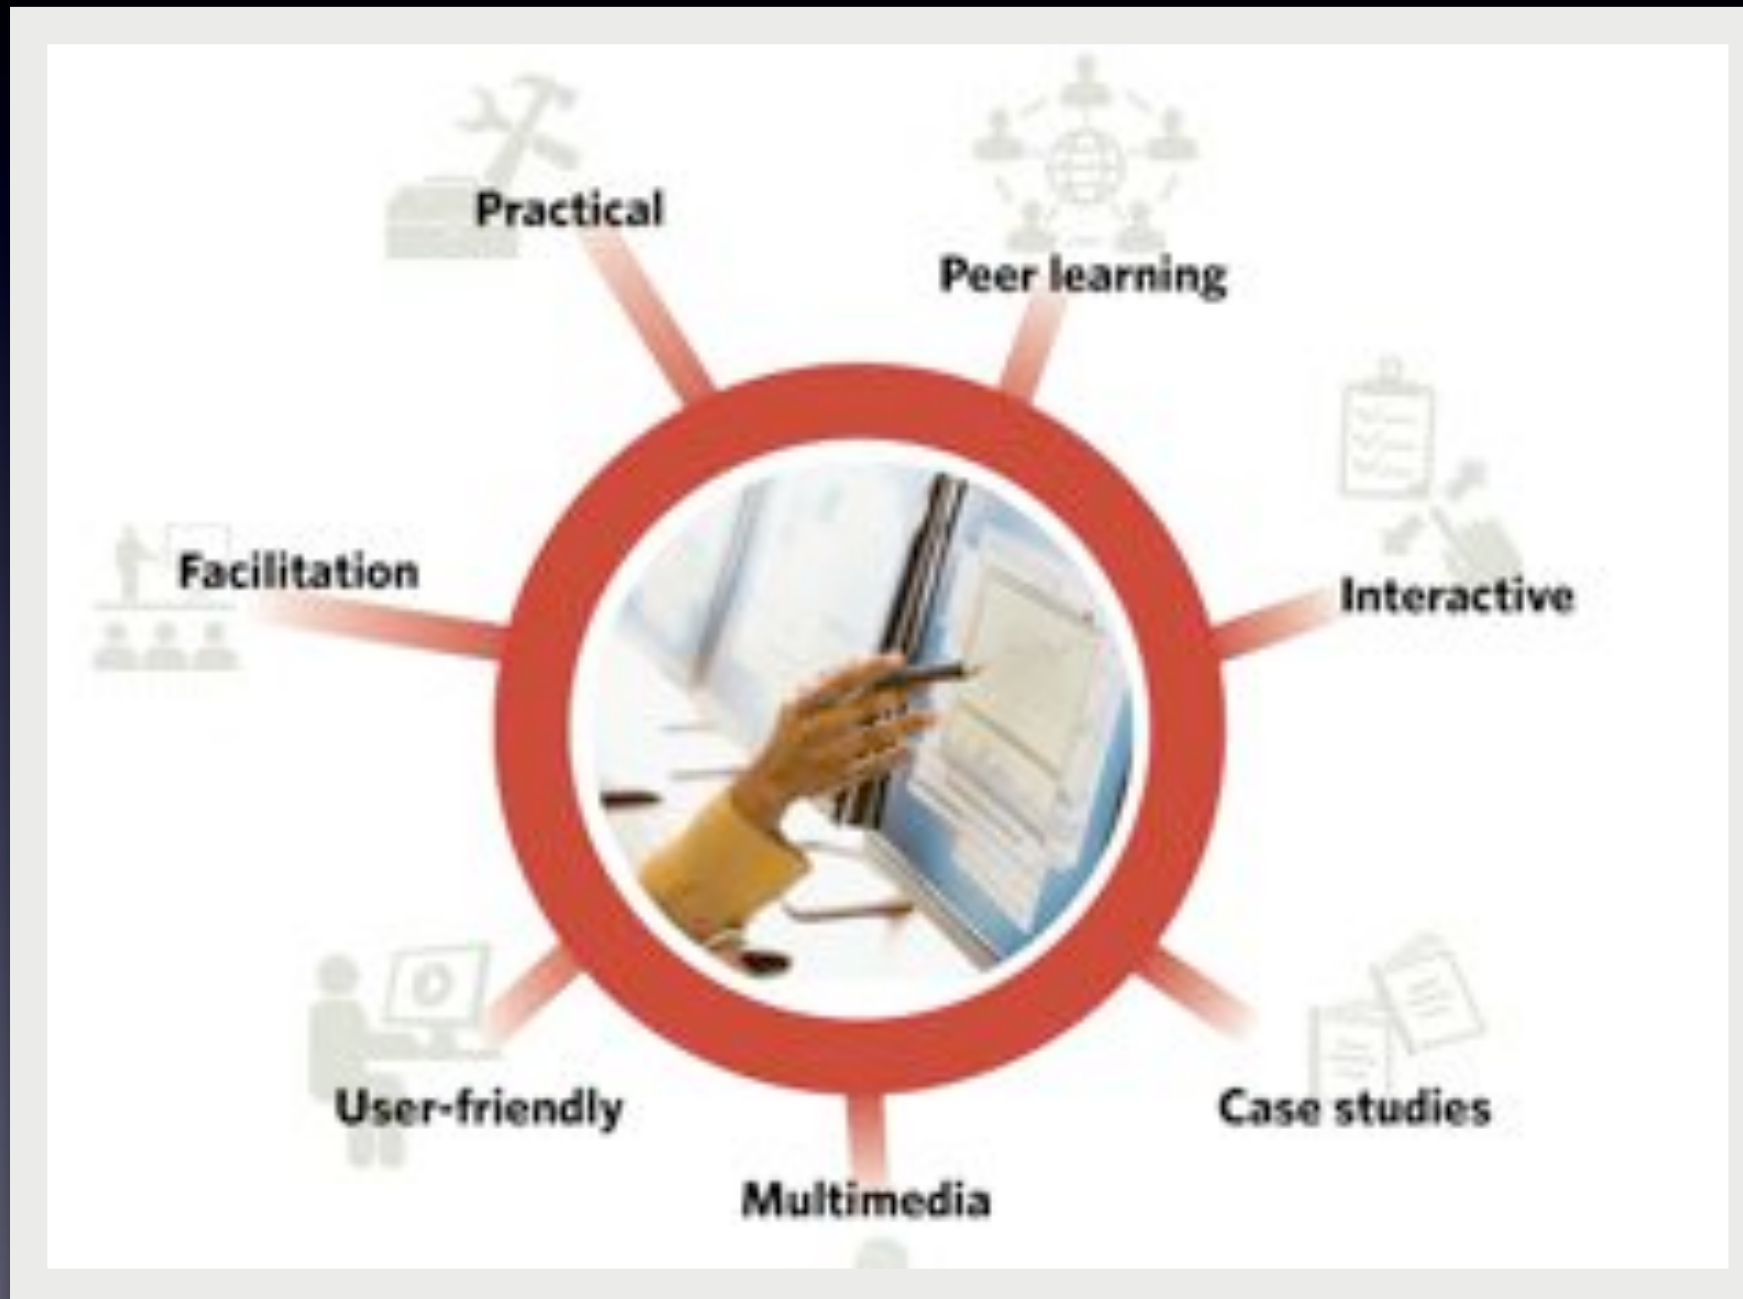 Practical
Peer learning
Interactive
Facilitation
User-friendly
Case studies
Multimedia